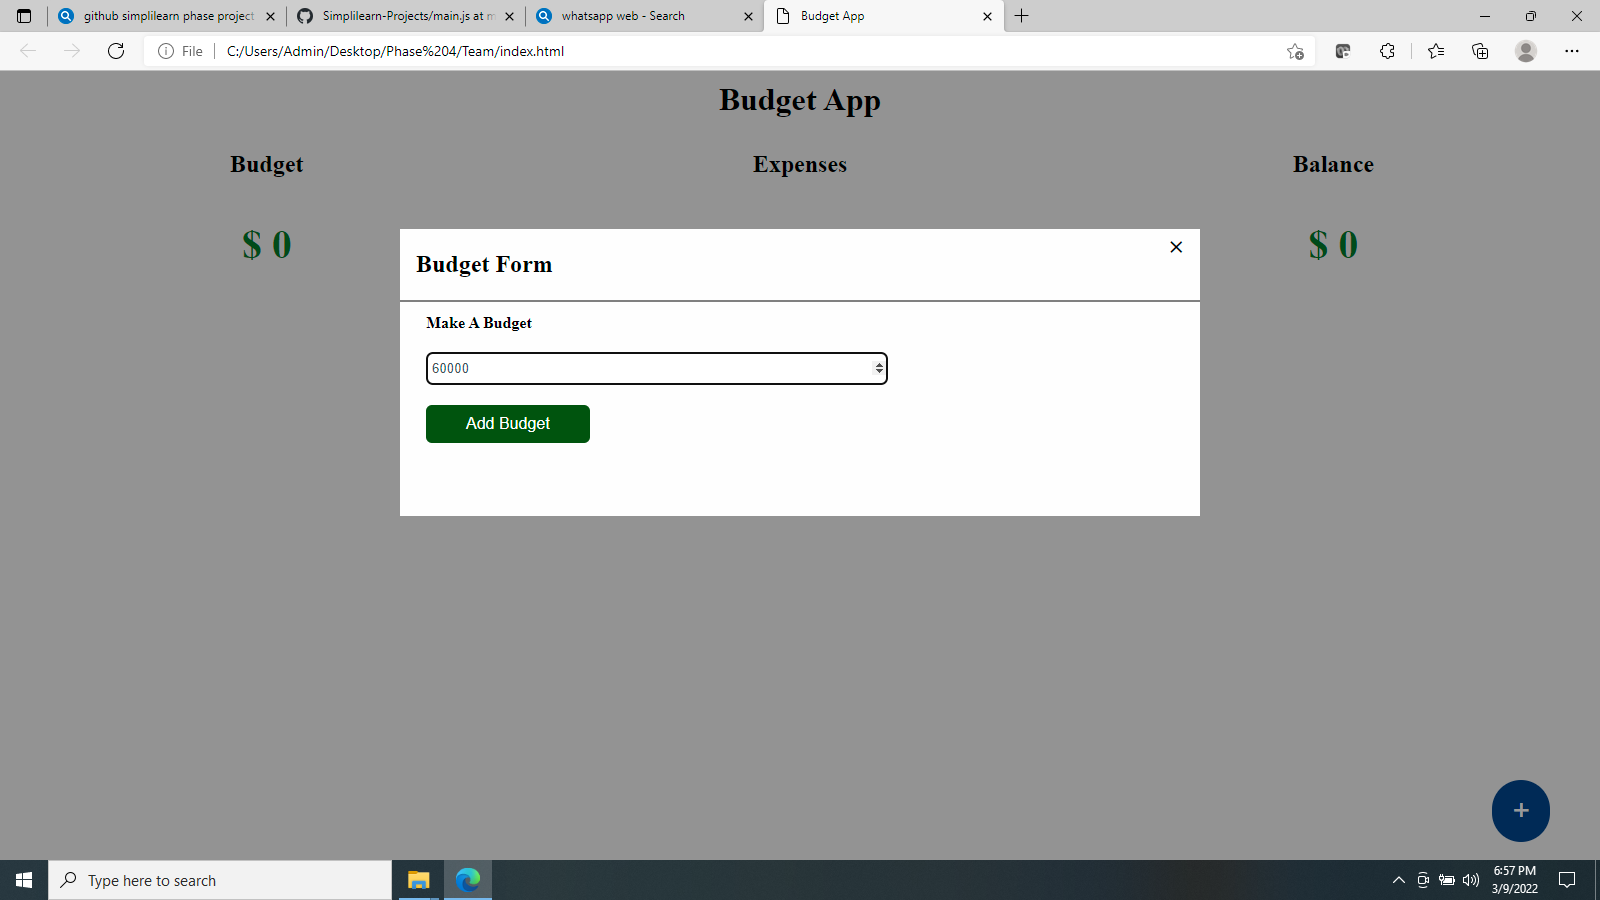 github simplilearn phase project
Simplilearn-Projects/main.js at m
whatsapp web - Search
Budget App
File
C:/Users/Admin/Desktop/Phase%204/Team/index.html
Budget App
Budget
Expenses
Balance
$ 0
$ 0
Budget Form
Make A Budget
60000
Add Budget
+
Type here to search
6:57 PM
3/9/2022